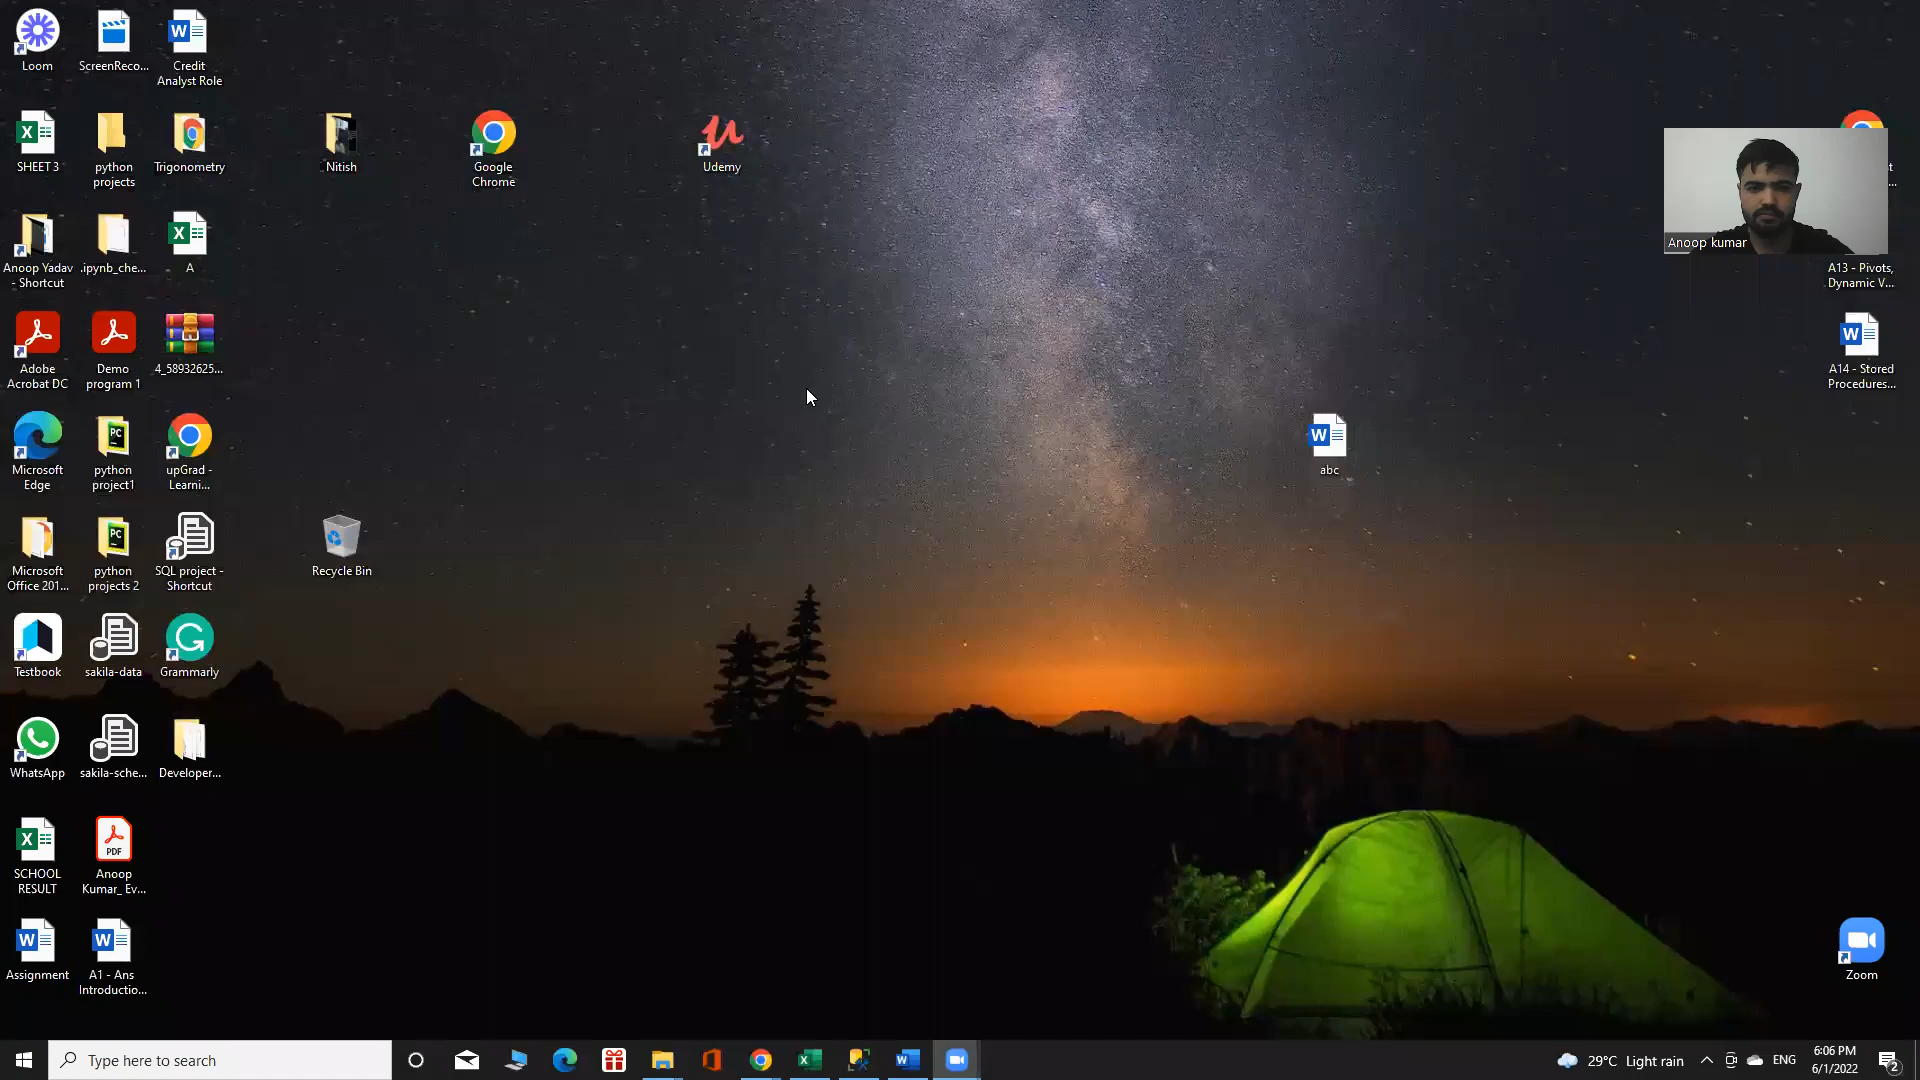 Loom
ScreenReco...
Credit
Analyst Role
SHEET 3
python
projects
Trigonometry
Nitish
Google
Chrome
Udemy
Anoop kumar
Anoop Yadav
- Shortcut
.ipynb_che...
A
A13 - Pivots,
Dynamic V...
Adobe
Acrobat DC
Demo
program 1
4_58932625...
A14 - Stored
Procedures...
Microsoft
Edge
python
project1
upGrad -
Learni...
abc
Microsoft
Office 201...
python
projects 2
SQL project -
Shortcut
Recycle Bin
Testbook
sakila-data
Grammarly
WhatsApp
sakila-sche...
Developer...
SCHOOL
RESULT
PDF
Anoop
Kumar_ Ev...
Assignment
A1 - Ans
Introductio...
Zoom
Type here to search
29°C Light rain
ENG
6:06 PM
6/1/2022
2